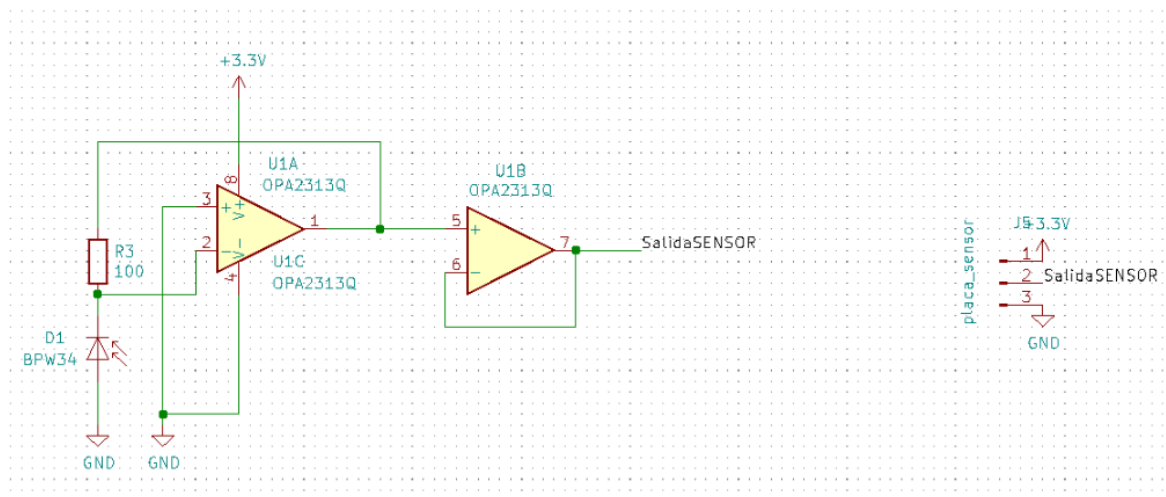 +3.3V
U1A
OPA2313Q
8
3
+
V+
1
2
-
V-
4
U1C
OPA2313Q
R3
100
D1
BPW34
GND
GND
U1B
OPA2313Q
5
+
7
6
-
SalidaSENSOR
placa_sensor
J5
+3.3V
1
2
SalidaSENSOR
3
GND